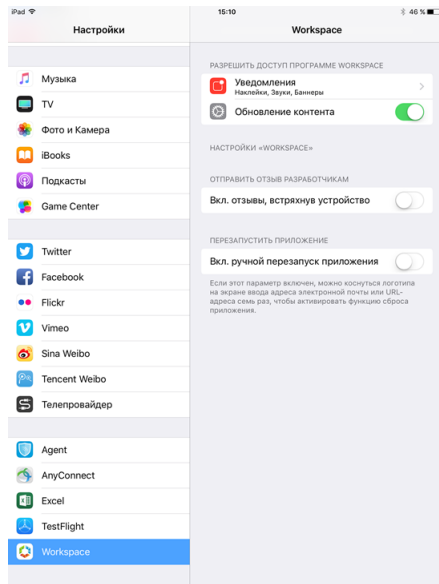 iPad
15:10
46 %
Настройки
Workspace
Музыка
TV
Фото и Камера
iBooks
Подкасты
Game Center
Twitter
Facebook
Flickr
Vimeo
Sina Weibo
Tencent Weibo
Телепровайдер
Agent
AnyConnect
Excel
TestFlight
Workspace
РАЗРЕШИТЬ ДОСТУП ПРОГРАММЕ WORKSPACE
Уведомления
Наклейки, Звуки, Баннеры
Обновление контента
НАСТРОЙКИ «WORKSPACE»
ОТПРАВИТЬ ОТЗЫВ РАЗРАБОТЧИКАМ
Вкл. отзывы, встряхнув устройство
ПЕРЕЗАПУСТИТЬ ПРИЛОЖЕНИЕ
Вкл. ручной перезапуск приложения
Если этот параметр включен, можно коснуться логотипа
на экране ввода адреса электронной почты или URL-
адреса семь раз, чтобы активировать функцию сброса
приложения.